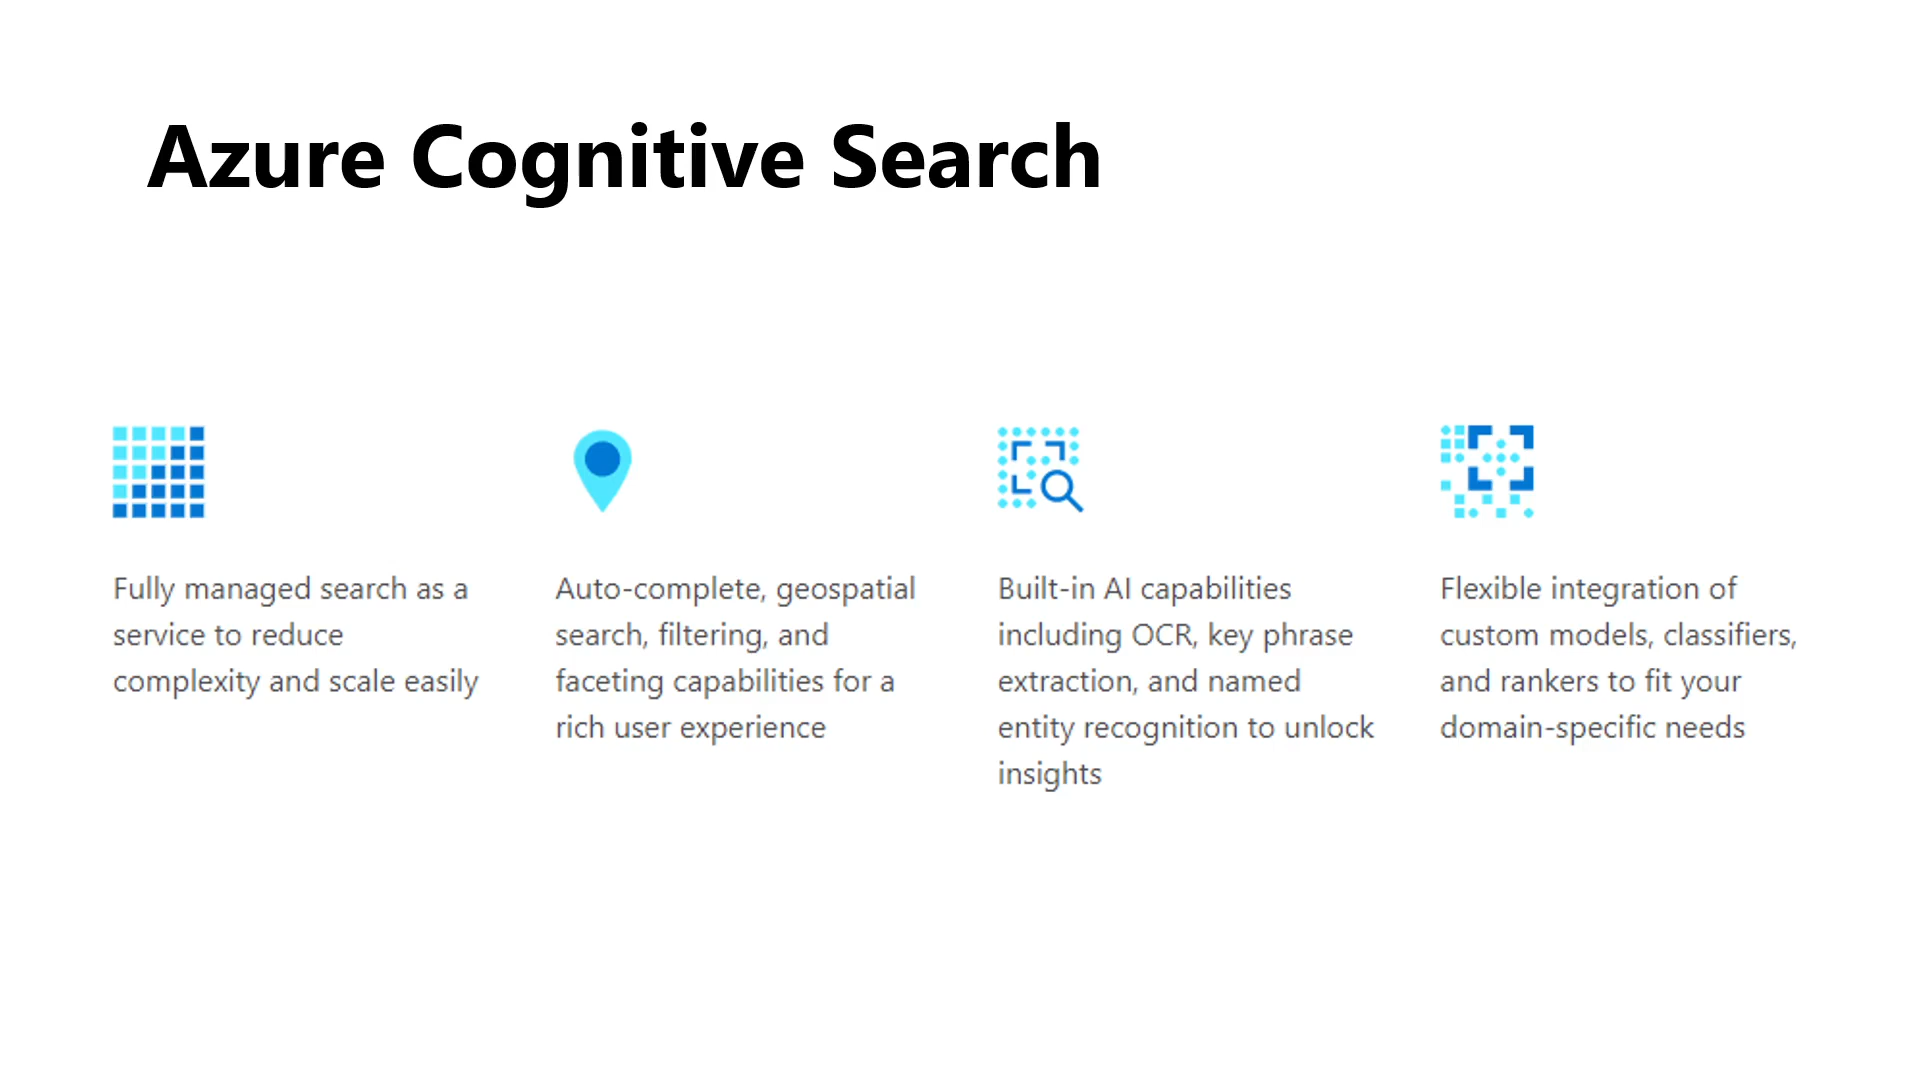 Azure Cognitive Search
Fully managed search as a
service to reduce
complexity and scale easily
Auto-complete, geospatial
search, filtering, and
faceting capabilities for a
rich user experience
Built-in AI capabilities
including OCR, key phrase
extraction, and named
entity recognition to unlock
insights
Flexible integration of
custom models, classifiers,
and rankers to fit your
domain-specific needs